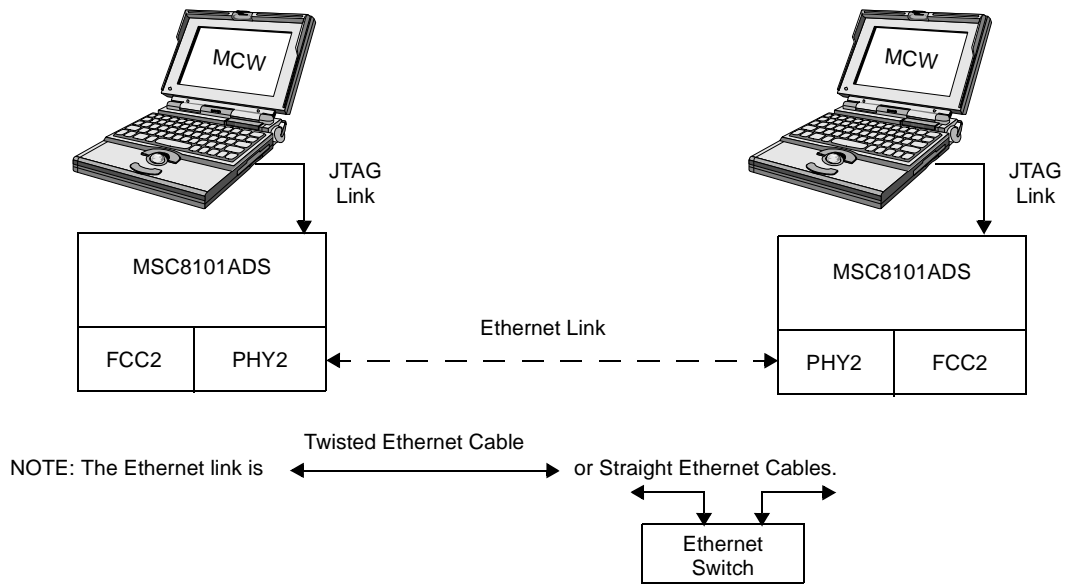 MCW
MCW
JTAG
Link
JTAG
Link
MSC8101ADS
MSC8101ADS
Ethernet Link
FCC2
PHY2
PHY2
FCC2
Twisted Ethernet Cable
NOTE: The Ethernet link is
or Straight Ethernet Cables.
Ethernet
Switch